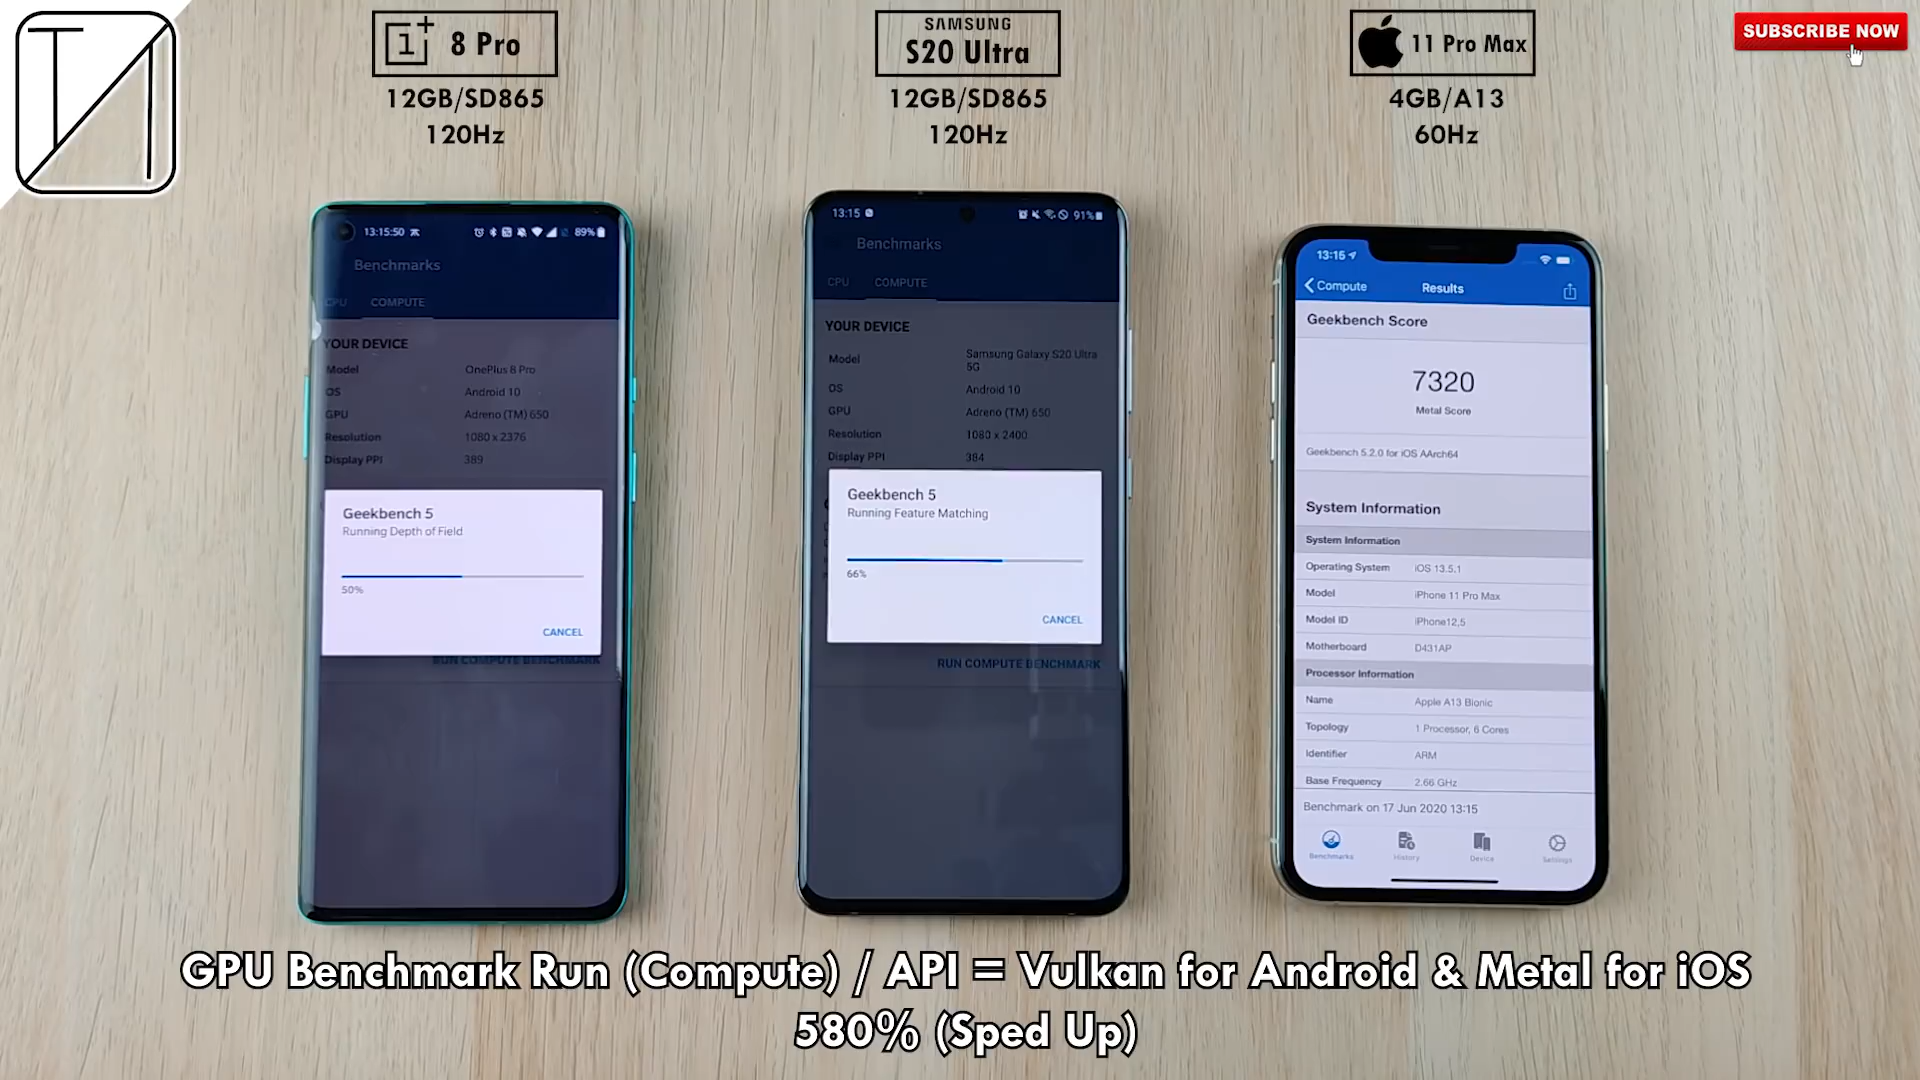 1+ 8 Pro
12GB/SD865
120Hz
SAMSUNG
S20 Ultra
12GB/SD865
120Hz
11 Pro Max
4GB/A13
60Hz
SUBSCRIBE NOW
13:15:50
89%
Benchmarks
CPU COMPUTE
YOUR DEVICE
Model OnePlus 8 Pro
OS Android 10
GPU Adreno (TM) 650
Resolution 1080 x 2376
Display PPI 389
Geekbench 5
Running Depth of Field
50%
CANCEL
RUN COMPUTE BENCHMARK
13:15
91%
Benchmarks
CPU COMPUTE
YOUR DEVICE
Model Samsung Galaxy S20 Ultra
5G
OS Android 10
GPU Adreno (TM) 650
Resolution 1080 x 2400
Display PPI 384
Geekbench 5
Running Feature Matching
66%
CANCEL
RUN COMPUTE BENCHMARK
13:15
Compute Results
Geekbench Score
7320
Metal Score
Geekbench 5.2.0 for iOS AArch64
System Information
System Information
Operating System iOS 13.5.1
Model iPhone 11 Pro Max
Model ID iPhone12,5
Motherboard D431AP
Processor Information
Name Apple A13 Bionic
Topology 1 Processor, 6 Cores
Identifier ARM
Base Frequency 2.66 GHz
Benchmark on 17 Jun 2020 13:15
Benchmarks History Device Settings
GPU Benchmark Run (Compute) / API = Vulkan for Android & Metal for iOS
580% (Sped Up)